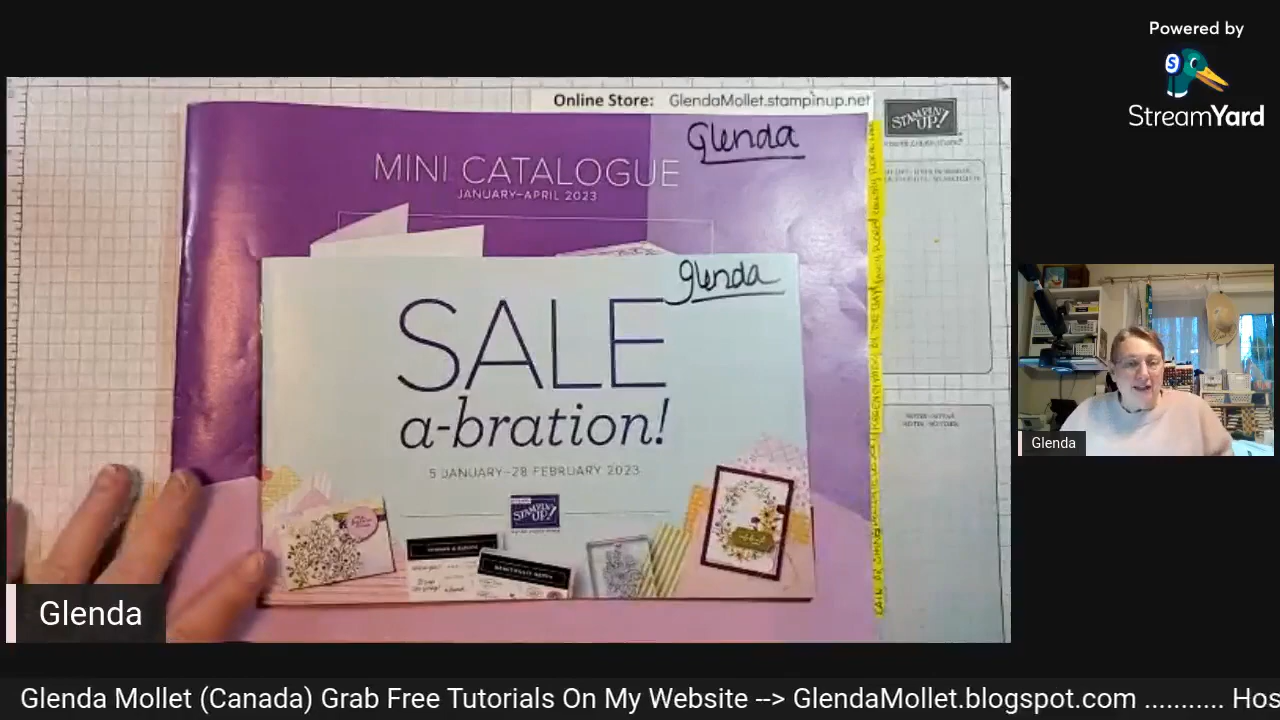 Powered by
StreamYard
Online Store: GlendaMollet.stampinup.net
STAMPIN' UP!
Glenda
MINI CATALOGUE
JANUARY–APRIL 2023
glenda
SALE
a-bration!
5 JANUARY–28 FEBRUARY 2023
STAMPIN' UP!
Glenda
Glenda
Glenda Mollet (Canada) Grab Free Tutorials On My Website --> GlendaMollet.blogspot.com ........... Hos